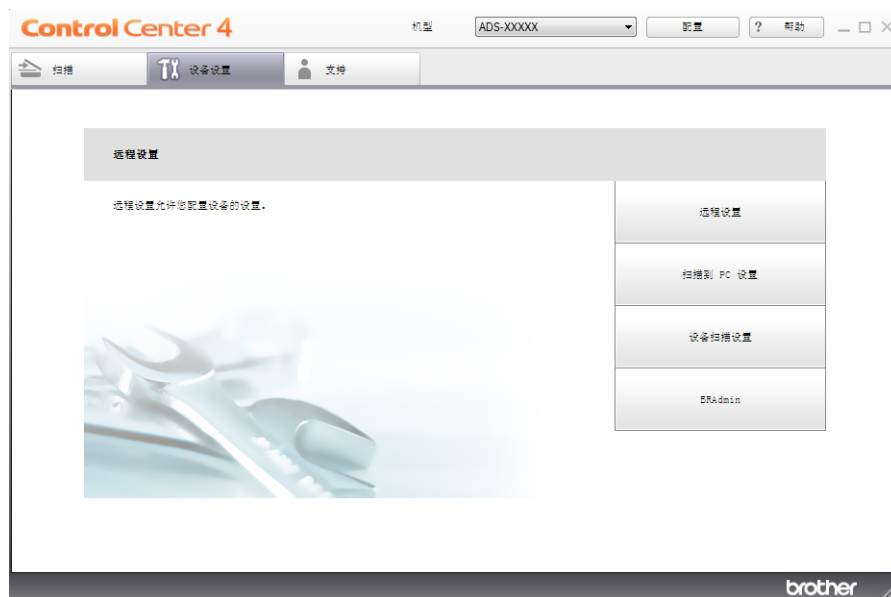 Control Center 4
机型
ADS-XXXXX
配置
? 帮助
扫描
设备设置
支持
远程设置
远程设置允许您配置设备的设置。
远程设置
扫描到 PC 设置
设备扫描设置
BRAdmin
brother